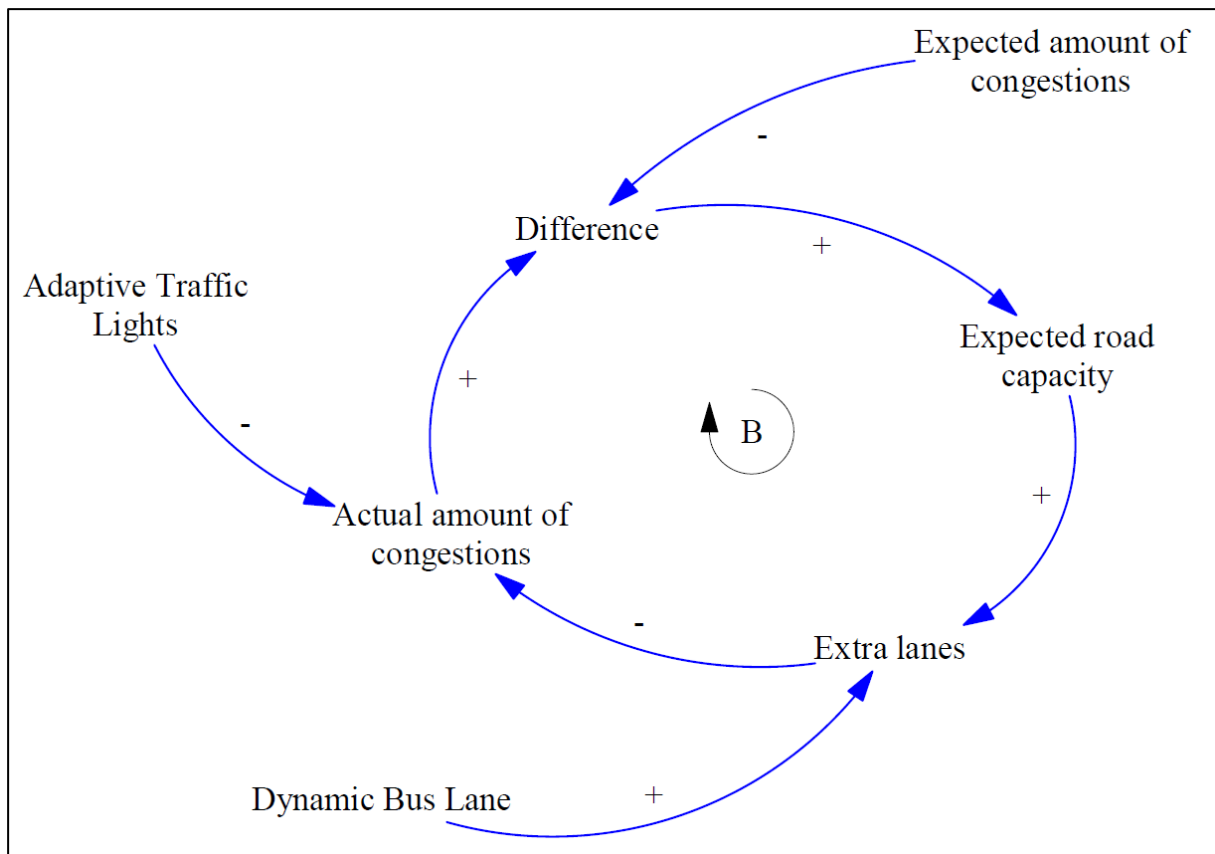 Expected amount of
congestions
-
Difference
+
Adaptive Traffic
Lights
Expected road
capacity
+
B
-
+
Actual amount of
congestions
-
Extra lanes
Dynamic Bus Lane
+